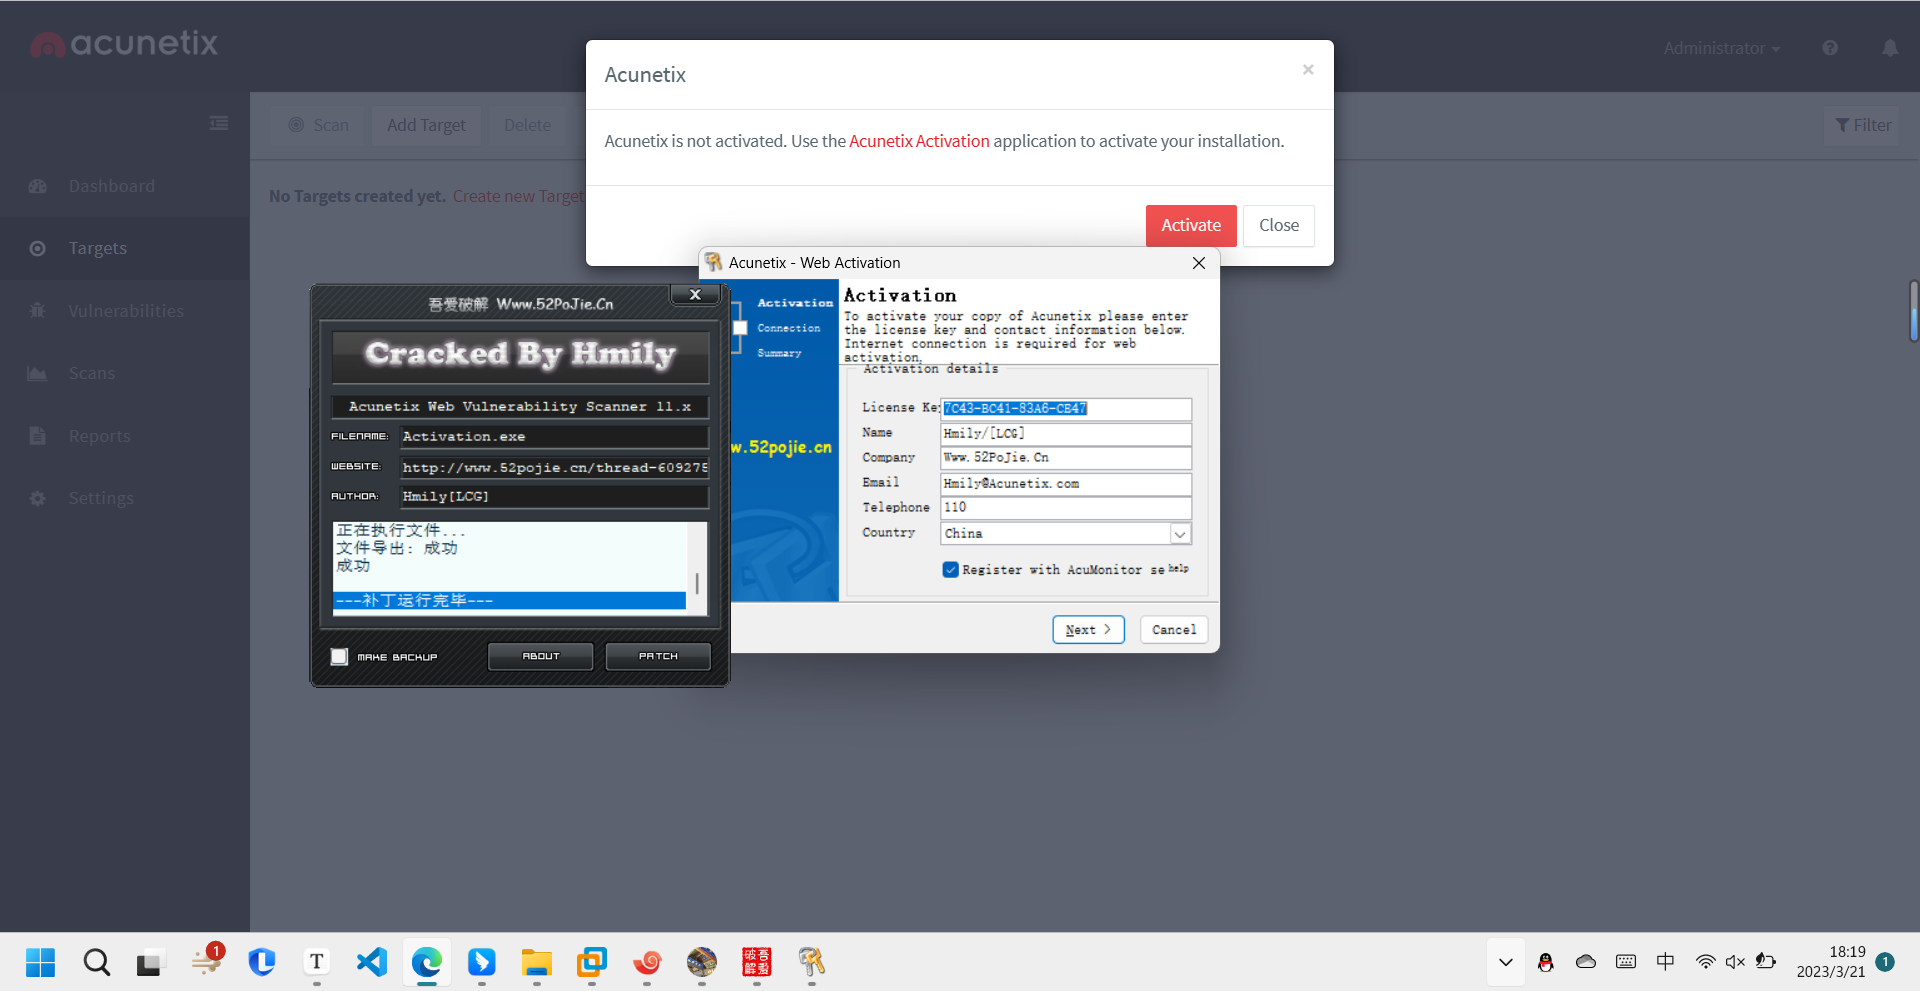 acunetix
Administrator
Acunetix
×
Acunetix is not activated. Use the Acunetix Activation application to activate your installation.
Activate
Close
Scan
Add Target
Delete
Filter
No Targets created yet. Create new Target
Dashboard
Targets
Vulnerabilities
Scans
Reports
Settings
吾爱破解 Www.52PoJie.Cn
X
Cracked By Hmily
Acunetix Web Vulnerability Scanner 11.x
FILENAME: Activation.exe
WEBSITE: http://www.52pojie.cn/thread-609275
AUTHOR: Hmily[LCG]
正在执行文件...
文件导出: 成功
成功
---补丁运行完毕---
MAKE BACKUP
ABOUT
PATCH
Acunetix - Web Activation
Activation
Connection
Summary
w.52pojie.cn
Activation
To activate your copy of Acunetix please enter
the license key and contact information below.
Internet connection is required for web
activation.
Activation details
License Ke 7C43-BC41-83A6-CE47
Name Hmily/[LCG]
Company Www.52PoJie.Cn
Email Hmily@Acunetix.com
Telephone 110
Country China
Register with AcuMonitor se help
Next >
Cancel
1
T
吾爱破解
中
18:19
2023/3/21
1